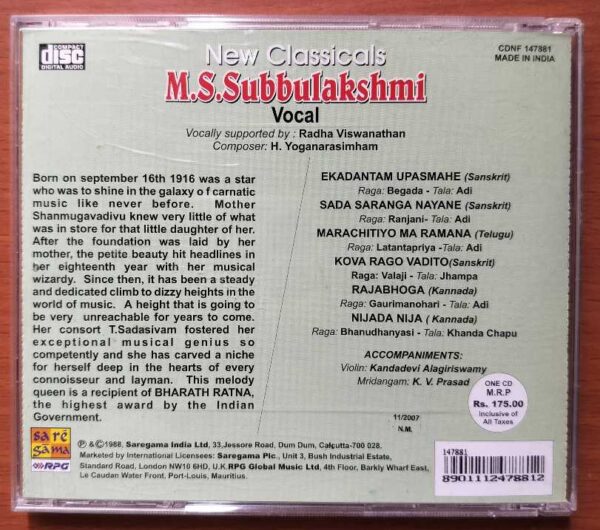 COMPACT
disc
DIGITAL AUDIO
CDNF 147881
MADE IN INDIA
New Classicals
M.S.Subbulakshmi
Vocal
Vocally supported by : Radha Viswanathan
Composer: H. Yoganarasimham
Born on september 16th 1916 was a star
who was to shine in the galaxy of carnatic
music like never before. Mother
Shanmugavadivu knew very little of what
was in store for that little daughter of her.
After the foundation was laid by her
mother, the petite beauty hit headlines in
her eighteenth year with her musical
wizardy. Since then, it has been a steady
and dedicated climb to dizzy heights in the
world of music. A height that is going to
be very unreachable for years to come.
Her consort T.Sadasivam fostered her
exceptional musical genius so
competently and she has carved a niche
for herself deep in the hearts of every
connoisseur and layman. This melody
queen is a recipient of BHARATH RATNA,
the highest award by the Indian
Government.
EKADANTAM UPASMAHE (Sanskrit)
Raga: Begada - Tala: Adi
SADA SARANGA NAYANE (Sanskrit)
Raga: Ranjani- Tala: Adi
MARACHITIYO MA RAMANA (Telugu)
Raga: Latantapriya -Tala: Adi
KOVA RAGO VADITO(Sanskrit)
Raga: Valaji- Tala: Jhampa
RAJABHOGA (Kannada)
Raga: Gaurimanohari - Tala: Adi
NIJADA NIJA ( Kannada)
Raga: Bhanudhanyasi - Tala: Khanda Chapu
ACCOMPANIMENTS:
Violin: Kandadevi Alagiriswamy
Mridangam: K. V. Prasad
ONE CD
M.R.P
Rs. 175.00
Inclusive of
All Taxes
11/2007
N.M.
sa re
ga ma
RPG
℗ &©1988, Saregama India Ltd, 33,Jessore Road, Dum Dum, Calcutta-700 028,
Marketed by International Licensees: Saregama Plc., Unit 3, Bush Industrial Estate,
Standard Road, London NW10 6HD, U.K.RPG Global Music Ltd, 4th Floor, Barkly Wharf East,
Le Caudan Water Front, Port-Louis, Mauritius.
147881
8901112478812